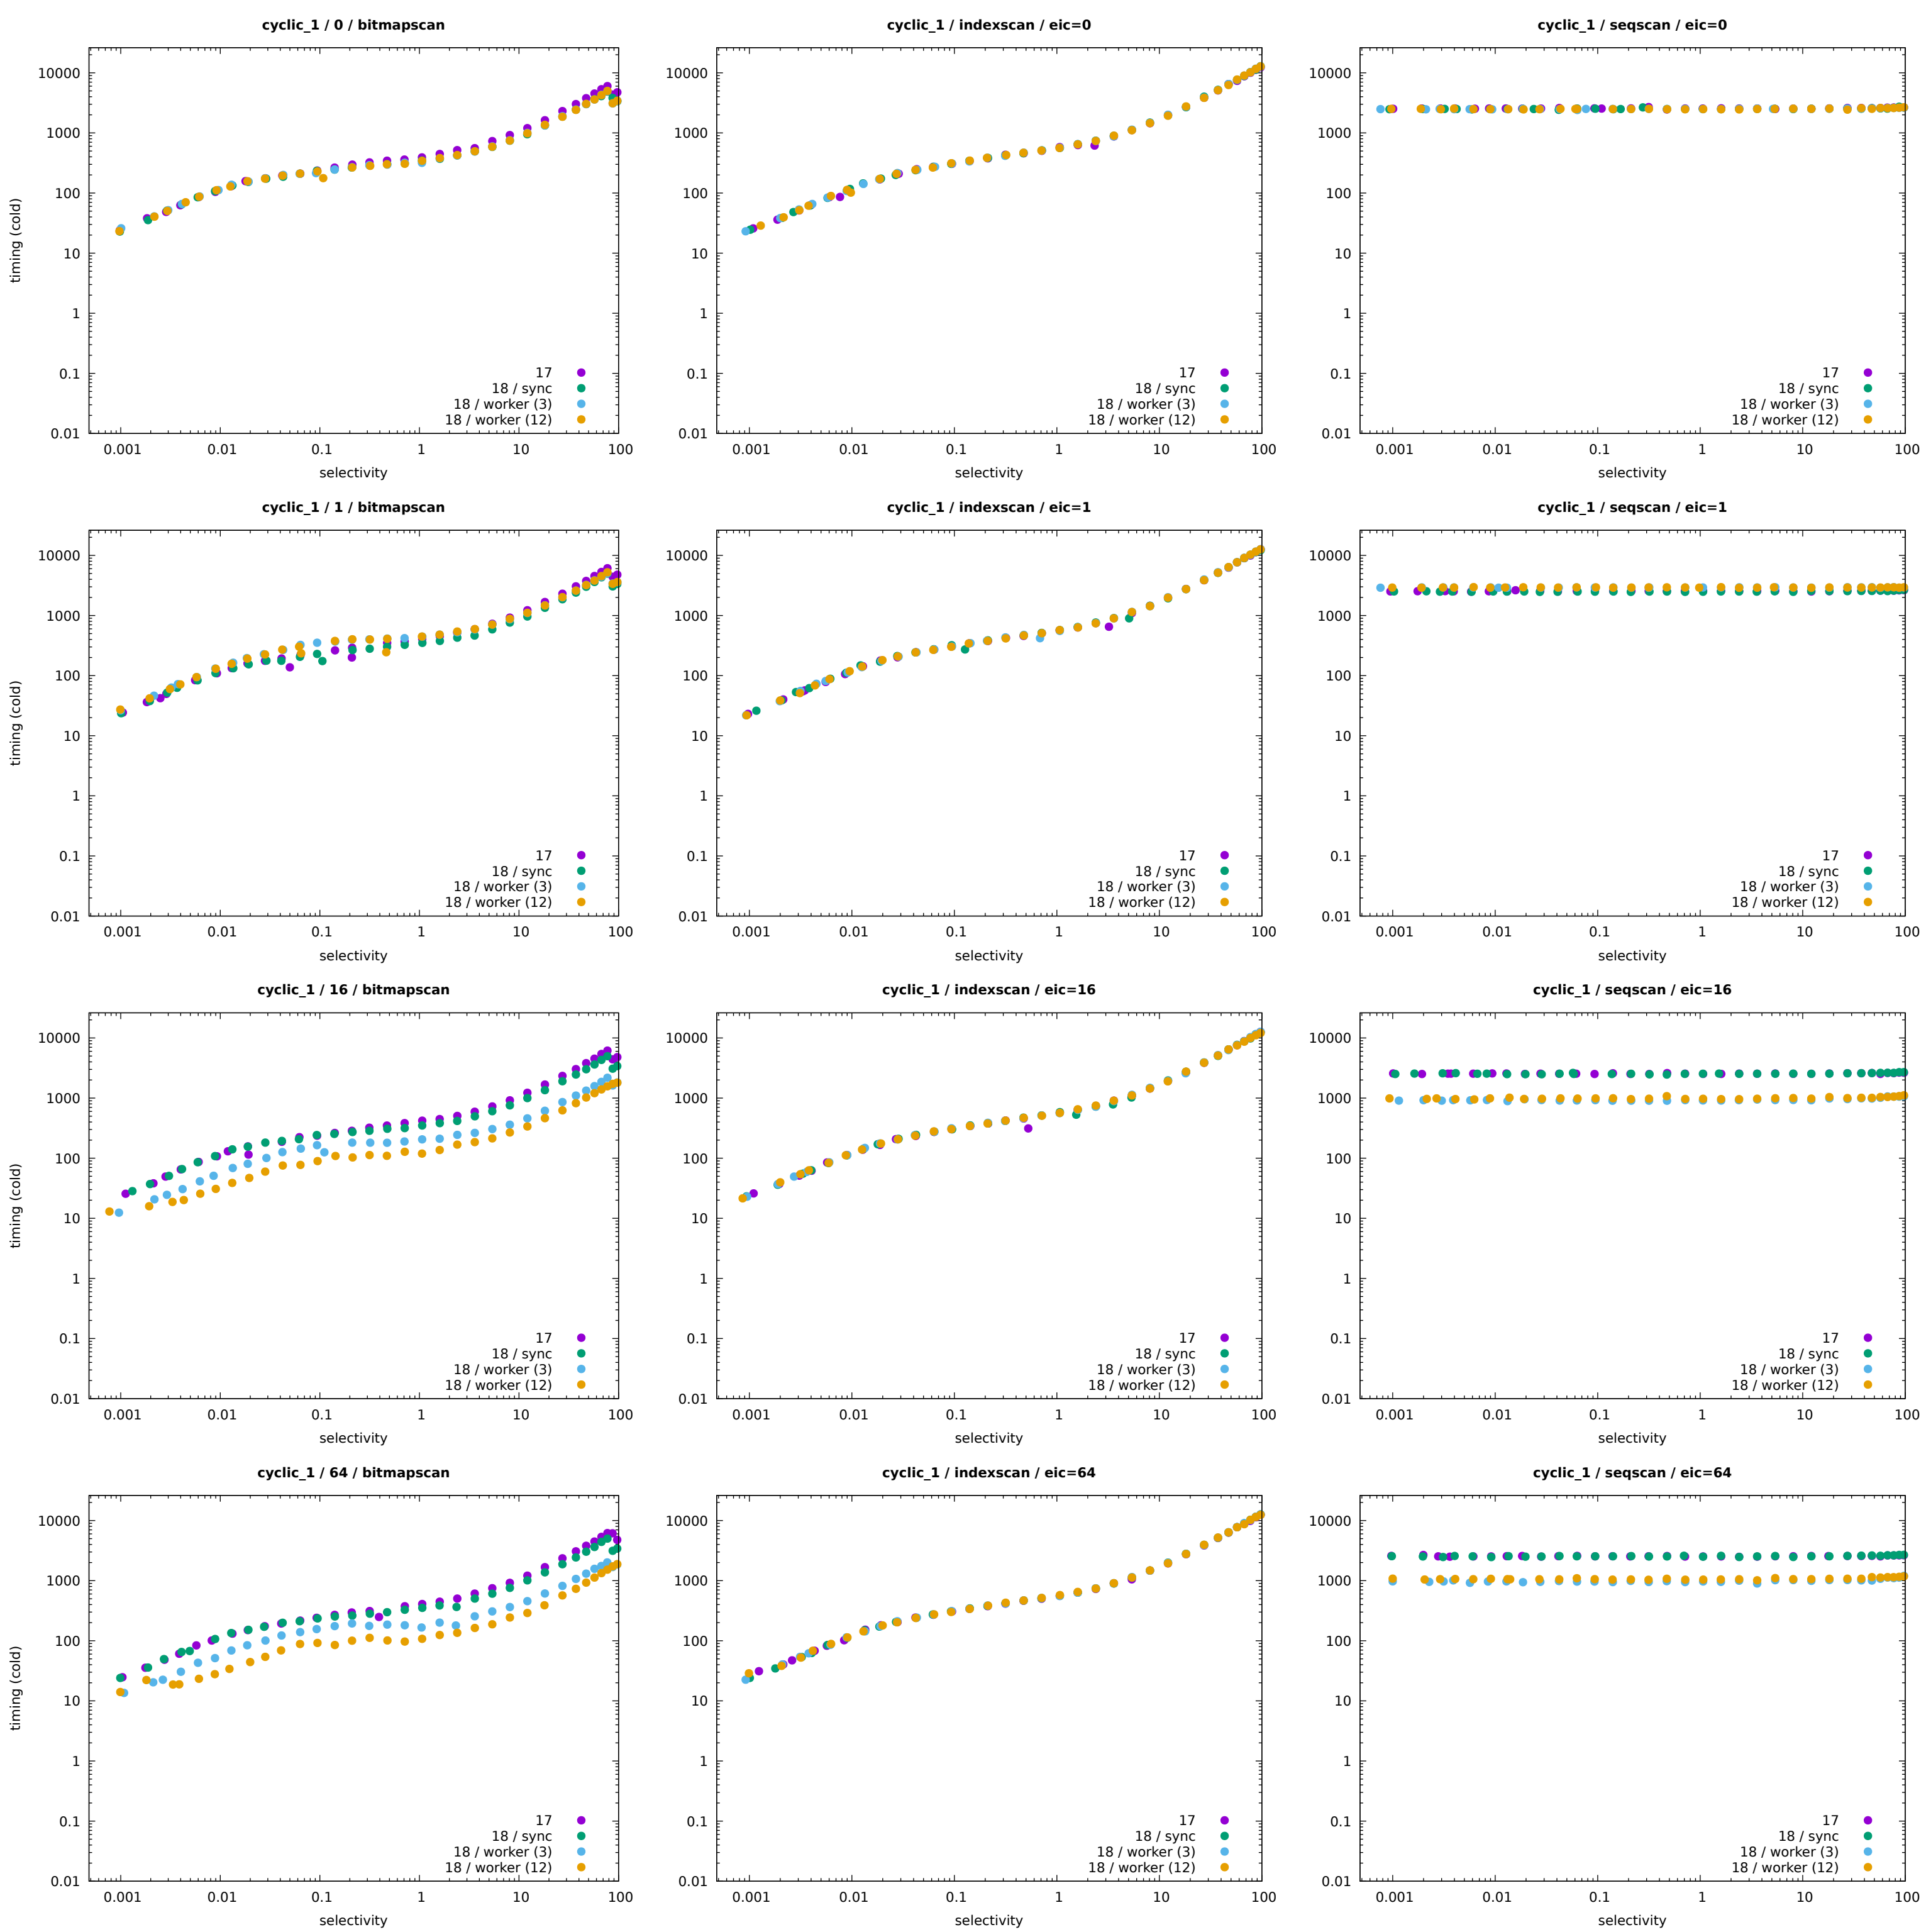 cyclic_1 / 0 / bitmapscan
timing (cold)
10000
1000
100
10
1
0.1
0.01
17
18 / sync
18 / worker (3)
18 / worker (12)
0.001 0.01 0.1 1 10 100
selectivity
cyclic_1 / indexscan / eic=0
10000
1000
100
10
1
0.1
0.01
17
18 / sync
18 / worker (3)
18 / worker (12)
0.001 0.01 0.1 1 10 100
selectivity
cyclic_1 / seqscan / eic=0
10000
1000
100
10
1
0.1
0.01
17
18 / sync
18 / worker (3)
18 / worker (12)
0.001 0.01 0.1 1 10 100
selectivity
cyclic_1 / 1 / bitmapscan
timing (cold)
10000
1000
100
10
1
0.1
0.01
17
18 / sync
18 / worker (3)
18 / worker (12)
0.001 0.01 0.1 1 10 100
selectivity
cyclic_1 / indexscan / eic=1
10000
1000
100
10
1
0.1
0.01
17
18 / sync
18 / worker (3)
18 / worker (12)
0.001 0.01 0.1 1 10 100
selectivity
cyclic_1 / seqscan / eic=1
10000
1000
100
10
1
0.1
0.01
17
18 / sync
18 / worker (3)
18 / worker (12)
0.001 0.01 0.1 1 10 100
selectivity
cyclic_1 / 16 / bitmapscan
timing (cold)
10000
1000
100
10
1
0.1
0.01
17
18 / sync
18 / worker (3)
18 / worker (12)
0.001 0.01 0.1 1 10 100
selectivity
cyclic_1 / indexscan / eic=16
10000
1000
100
10
1
0.1
0.01
17
18 / sync
18 / worker (3)
18 / worker (12)
0.001 0.01 0.1 1 10 100
selectivity
cyclic_1 / seqscan / eic=16
10000
1000
100
10
1
0.1
0.01
17
18 / sync
18 / worker (3)
18 / worker (12)
0.001 0.01 0.1 1 10 100
selectivity
cyclic_1 / 64 / bitmapscan
timing (cold)
10000
1000
100
10
1
0.1
0.01
17
18 / sync
18 / worker (3)
18 / worker (12)
0.001 0.01 0.1 1 10 100
selectivity
cyclic_1 / indexscan / eic=64
10000
1000
100
10
1
0.1
0.01
17
18 / sync
18 / worker (3)
18 / worker (12)
0.001 0.01 0.1 1 10 100
selectivity
cyclic_1 / seqscan / eic=64
10000
1000
100
10
1
0.1
0.01
17
18 / sync
18 / worker (3)
18 / worker (12)
0.001 0.01 0.1 1 10 100
selectivity